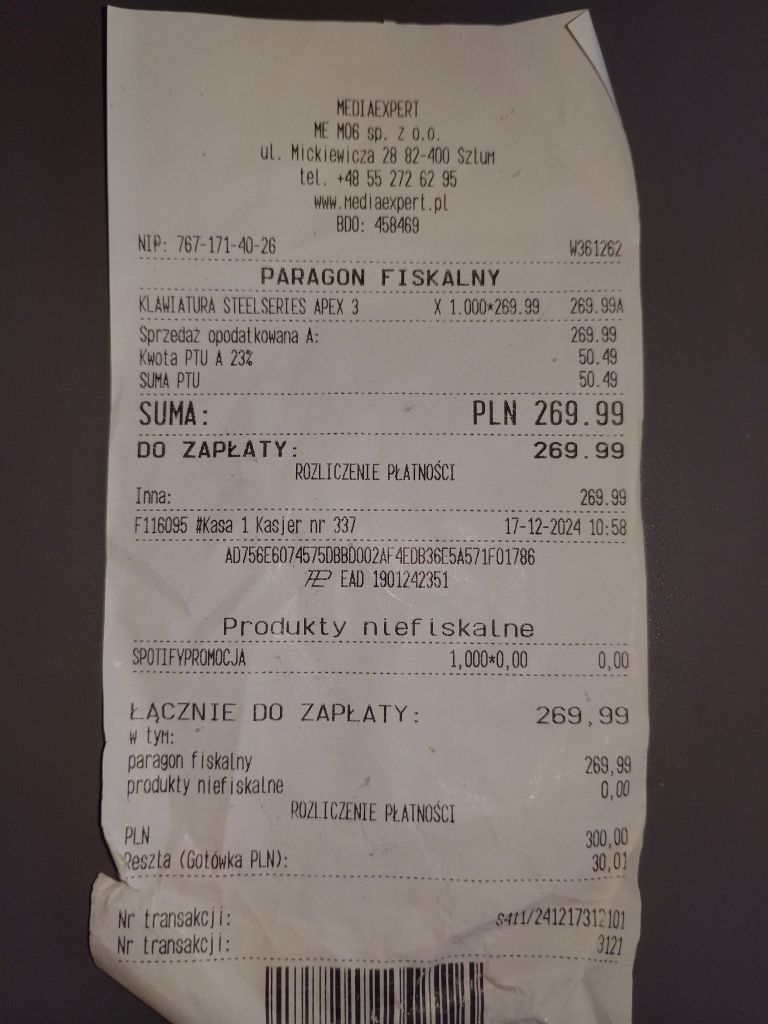 MEDIAEXPERT
ME M06 sp. z o.o.
ul. Mickiewicza 28 82-400 Sztum
tel. +48 55 272 62 95
www.mediaexpert.pl
BDO: 458469
NIP: 767-171-40-26 W361262
PARAGON FISKALNY
KLAWIATURA STEELSERIES APEX 3 X 1.000*269.99 269.99A
Sprzedaż opodatkowana A: 269.99
Kwota PTU A 23% 50.49
SUMA PTU 50.49
SUMA: PLN 269.99
DO ZAPŁATY: 269.99
ROZLICZENIE PŁATNOŚCI
Inna: 269.99
F116095 #Kasa 1 Kasjer nr 337 17-12-2024 10:58
AD756E6074575DBBD002AF4EDB36E5A571F01786
EAD 1901242351
Produkty niefiskalne
SPOTIFYPROMOCJA 1,000*0,00 0,00
ŁĄCZNIE DO ZAPŁATY: 269,99
w tym:
paragon fiskalny 269,99
produkty niefiskalne 0,00
ROZLICZENIE PŁATNOŚCI
PLN 300,00
Reszta (Gotówka PLN): 30,01
Nr transakcji: S411/241217312101
Nr transakcji: 3121